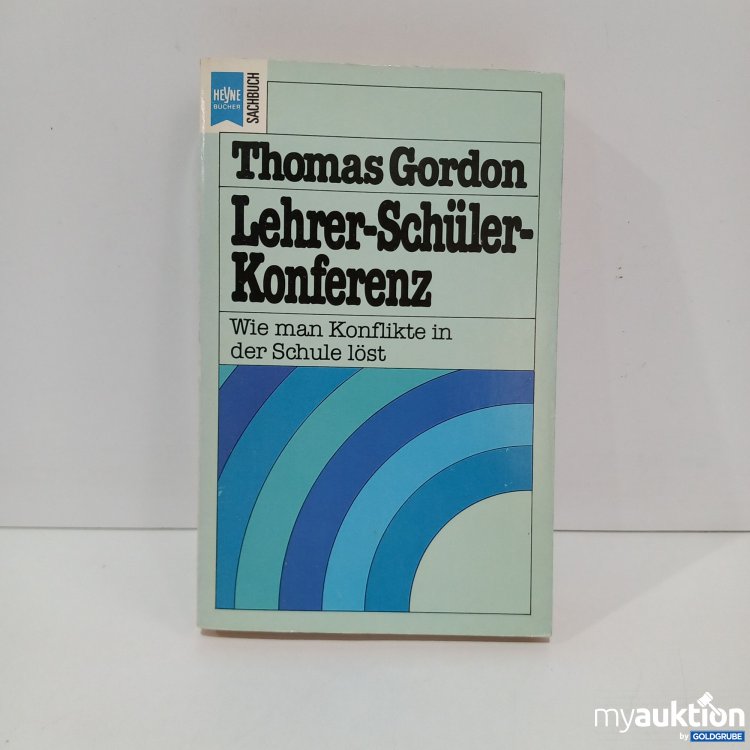 HEYNE
BÜCHER
SACHBUCH
Thomas Gordon
Lehrer-Schüler-
Konferenz
Wie man Konflikte in
der Schule löst
myauktion
by GOLDGRUBE